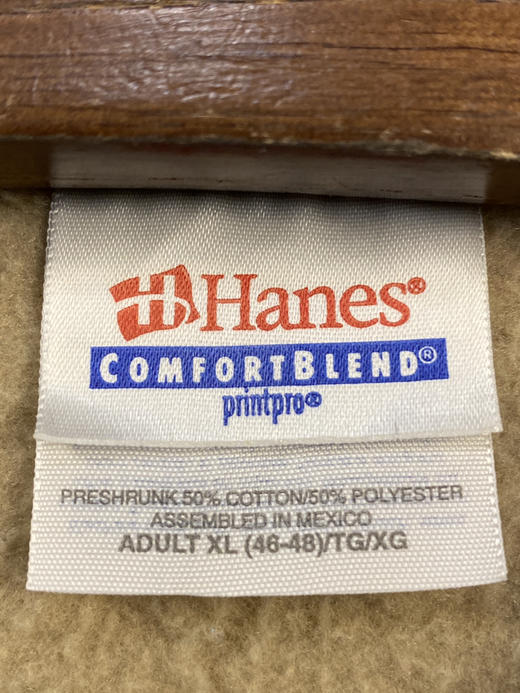 Hanes®
COMFORTBLEND®
printpro®
PRESHRUNK 50% COTTON/50% POLYESTER
ASSEMBLED IN MEXICO
ADULT XL (46-48)/TG/XG